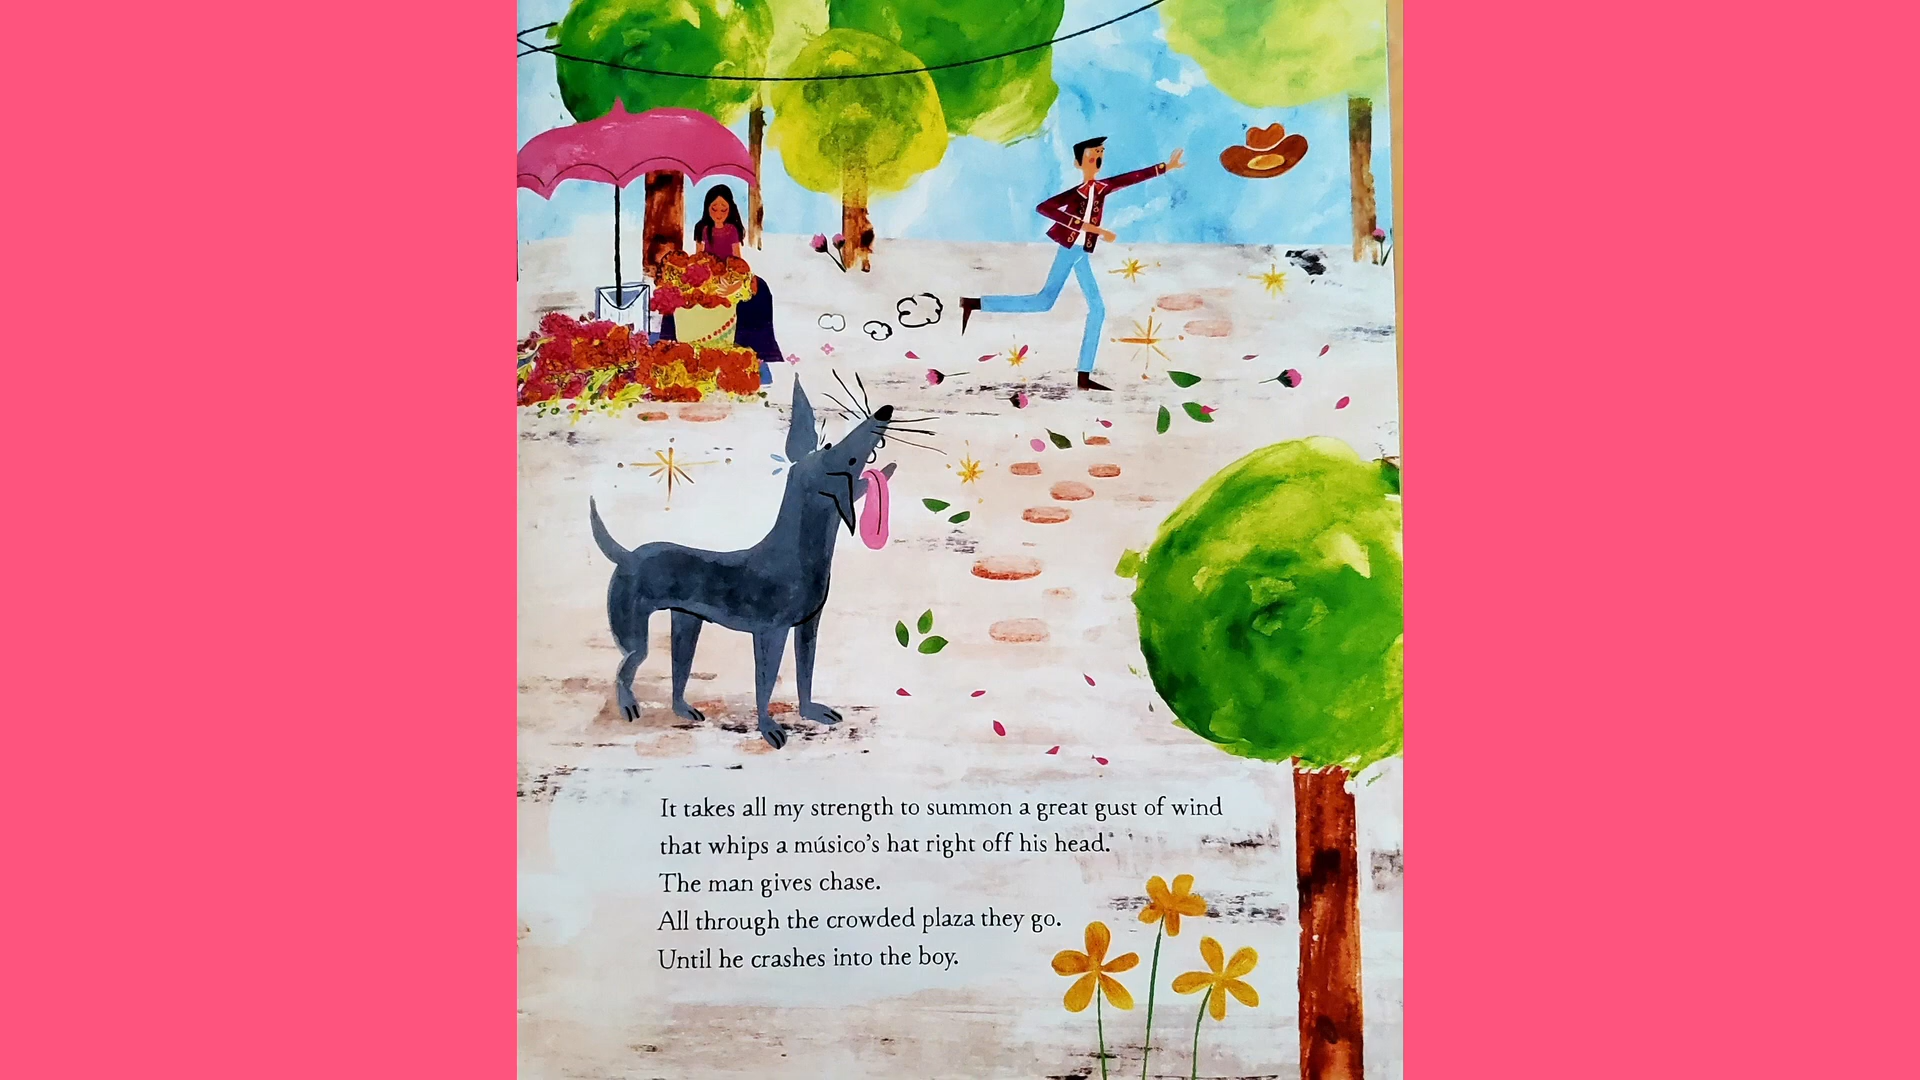 It takes all my strength to summon a great gust of wind
that whips a músico's hat right off his head.
The man gives chase.
All through the crowded plaza they go.
Until he crashes into the boy.